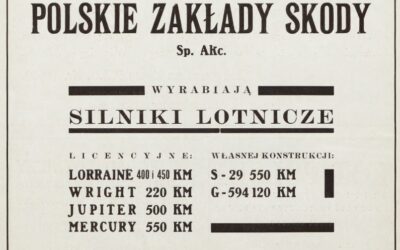 POLSKIE ZAKŁADY SKODY
Sp. Akc.
WYRABIAJĄ
SILNIKI LOTNICZE
LICENCYJNE:
LORRAINE 400 i 450 KM
WRIGHT 220 KM
JUPITER 500 KM
MERCURY 550 KM
WŁASNEJ KONSTRUKCJI:
S-29 550 KM
G-594 120 KM